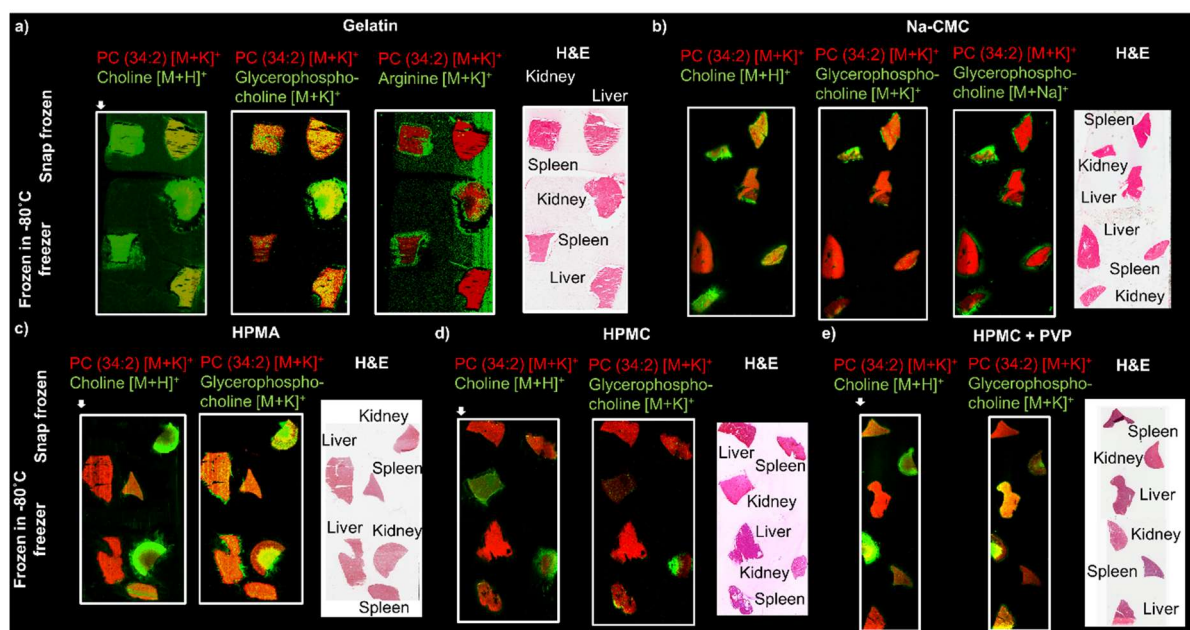 a)
Gelatin
PC (34:2) [M+K]⁺ PC (34:2) [M+K]⁺ PC (34:2) [M+K]⁺ H&E
Choline [M+H]⁺ Glycerophospho- Arginine [M+K]⁺ Kidney
choline [M+K]⁺ Liver
Snap frozen
Spleen
Frozen in -80˚C
freezer
Kidney
Spleen
Liver
b)
Na-CMC
PC (34:2) [M+K]⁺ PC (34:2) [M+K]⁺ PC (34:2) [M+K]⁺ H&E
Choline [M+H]⁺ Glycerophospho- Glycerophospho-
choline [M+K]⁺ choline [M+Na]⁺
Spleen
Kidney
Liver
Liver
Spleen
Kidney
c)
HPMA
PC (34:2) [M+K]⁺ PC (34:2) [M+K]⁺ H&E
Choline [M+H]⁺ Glycerophospho-
choline [M+K]⁺
Snap frozen
Kidney
Liver
Spleen
Frozen in -80˚C
freezer
Liver
Kidney
Spleen
d)
HPMC
PC (34:2) [M+K]⁺ PC (34:2) [M+K]⁺ H&E
Choline [M+H]⁺ Glycerophospho-
choline [M+K]⁺
Liver
Spleen
Kidney
Liver
Kidney
Spleen
e)
HPMC + PVP
PC (34:2) [M+K]⁺ PC (34:2) [M+K]⁺ H&E
Choline [M+H]⁺ Glycerophospho-
choline [M+K]⁺
Spleen
Kidney
Liver
Kidney
Spleen
Liver